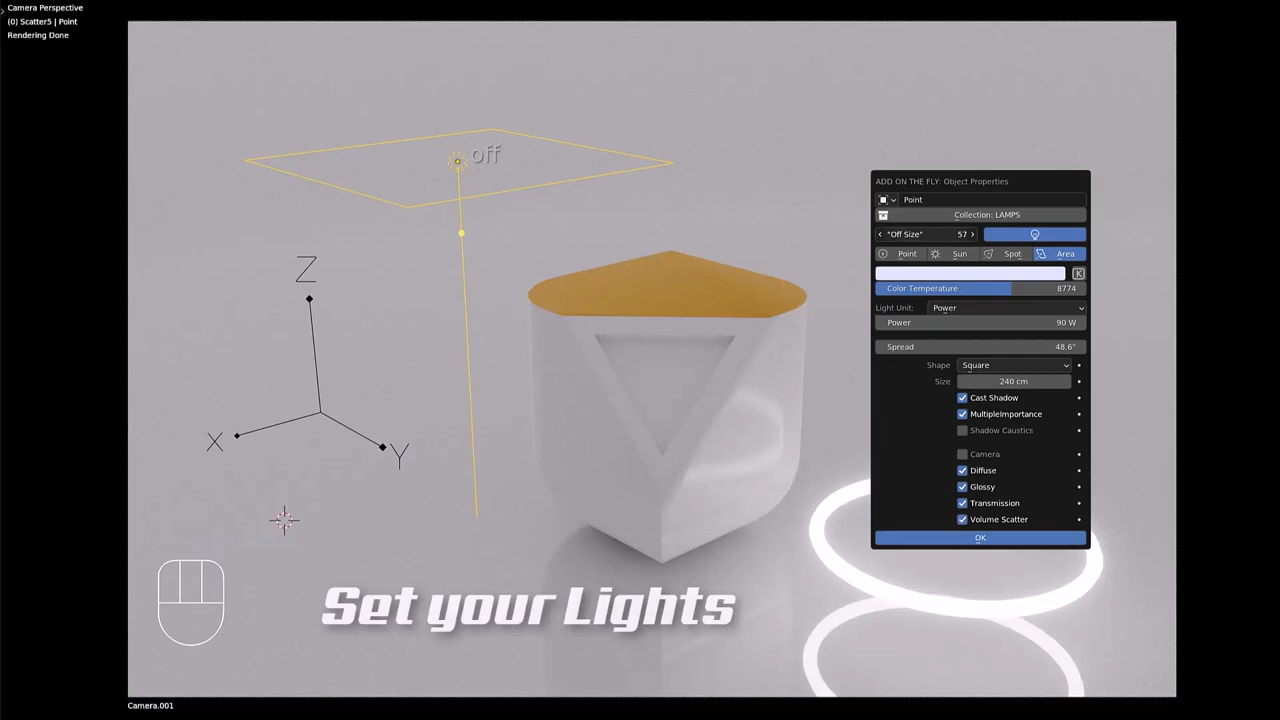 Camera Perspective
(0) Scatter5 | Point
Rendering Done
off
Z
X
Y
ADD ON THE FLY: Object Properties
Point
Collection: LAMPS
"Off Size" 57
Point Sun Spot Area
K
Color Temperature 8774
Light Unit: Power
Power 90 W
Spread 48.6°
Shape Square
Size 240 cm
Cast Shadow
MultipleImportance
Shadow Caustics
Camera
Diffuse
Glossy
Transmission
Volume Scatter
OK
Set your Lights
Camera.001